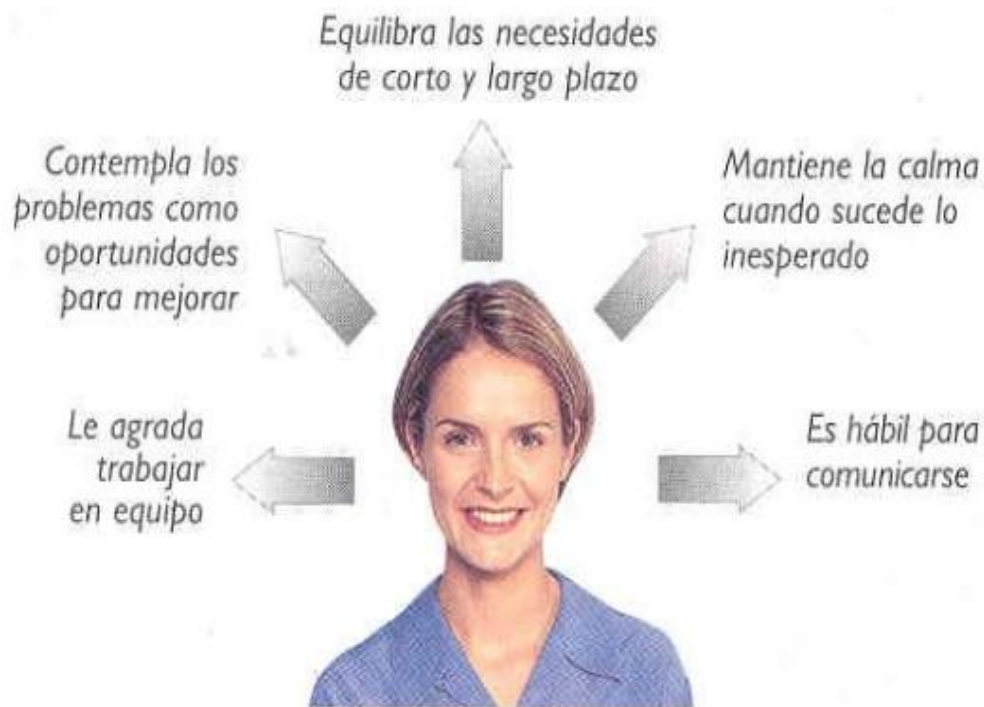 Equilibra las necesidades
de corto y largo plazo
Contempla los
problemas como
oportunidades
para mejorar
Mantiene la calma
cuando sucede lo
inesperado
Le agrada
trabajar
en equipo
Es hábil para
comunicarse